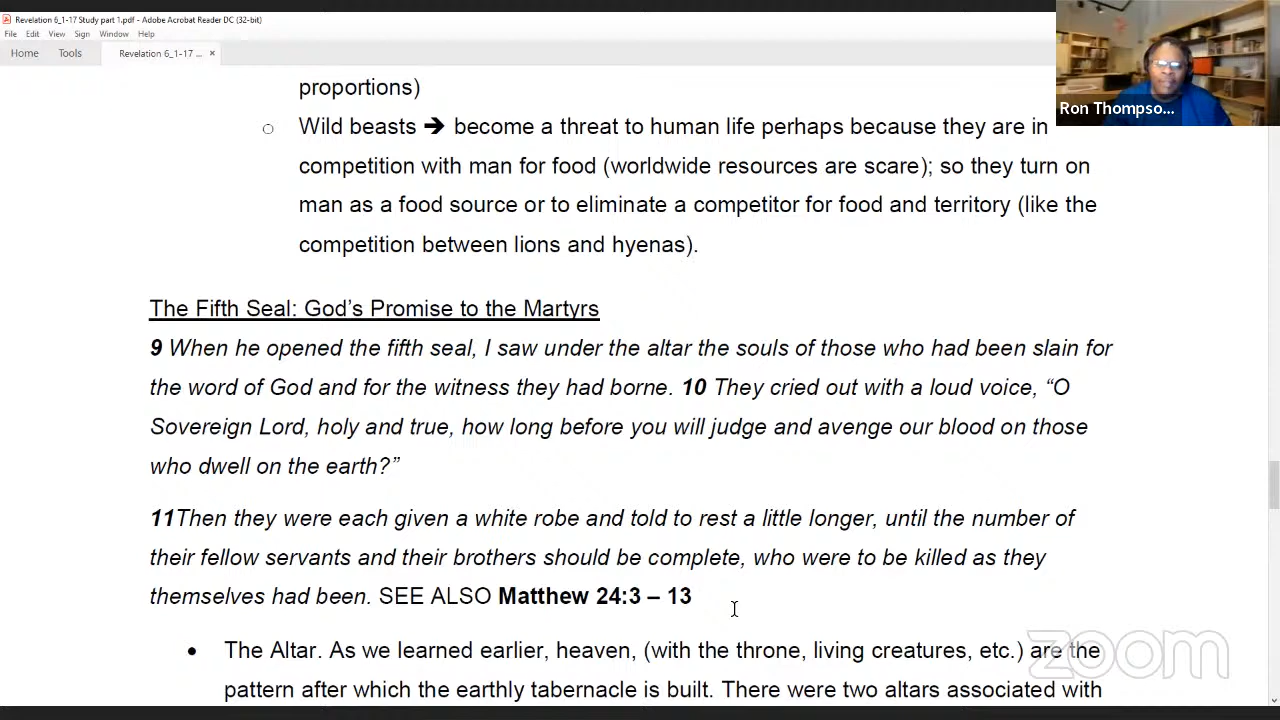 Revelation 6_1-17 Study part 1.pdf - Adobe Acrobat Reader DC (32-bit)
File Edit View Sign Window Help
Home Tools Revelation 6_1-17 ... ×
Ron Thompso...
proportions)
○ Wild beasts ➔ become a threat to human life perhaps because they are in
competition with man for food (worldwide resources are scare); so they turn on
man as a food source or to eliminate a competitor for food and territory (like the
competition between lions and hyenas).
The Fifth Seal: God’s Promise to the Martyrs
9 When he opened the fifth seal, I saw under the altar the souls of those who had been slain for
the word of God and for the witness they had borne. 10 They cried out with a loud voice, “O
Sovereign Lord, holy and true, how long before you will judge and avenge our blood on those
who dwell on the earth?”
11Then they were each given a white robe and told to rest a little longer, until the number of
their fellow servants and their brothers should be complete, who were to be killed as they
themselves had been. SEE ALSO Matthew 24:3 – 13
• The Altar. As we learned earlier, heaven, (with the throne, living creatures, etc.) are the
pattern after which the earthly tabernacle is built. There were two altars associated with
zoom